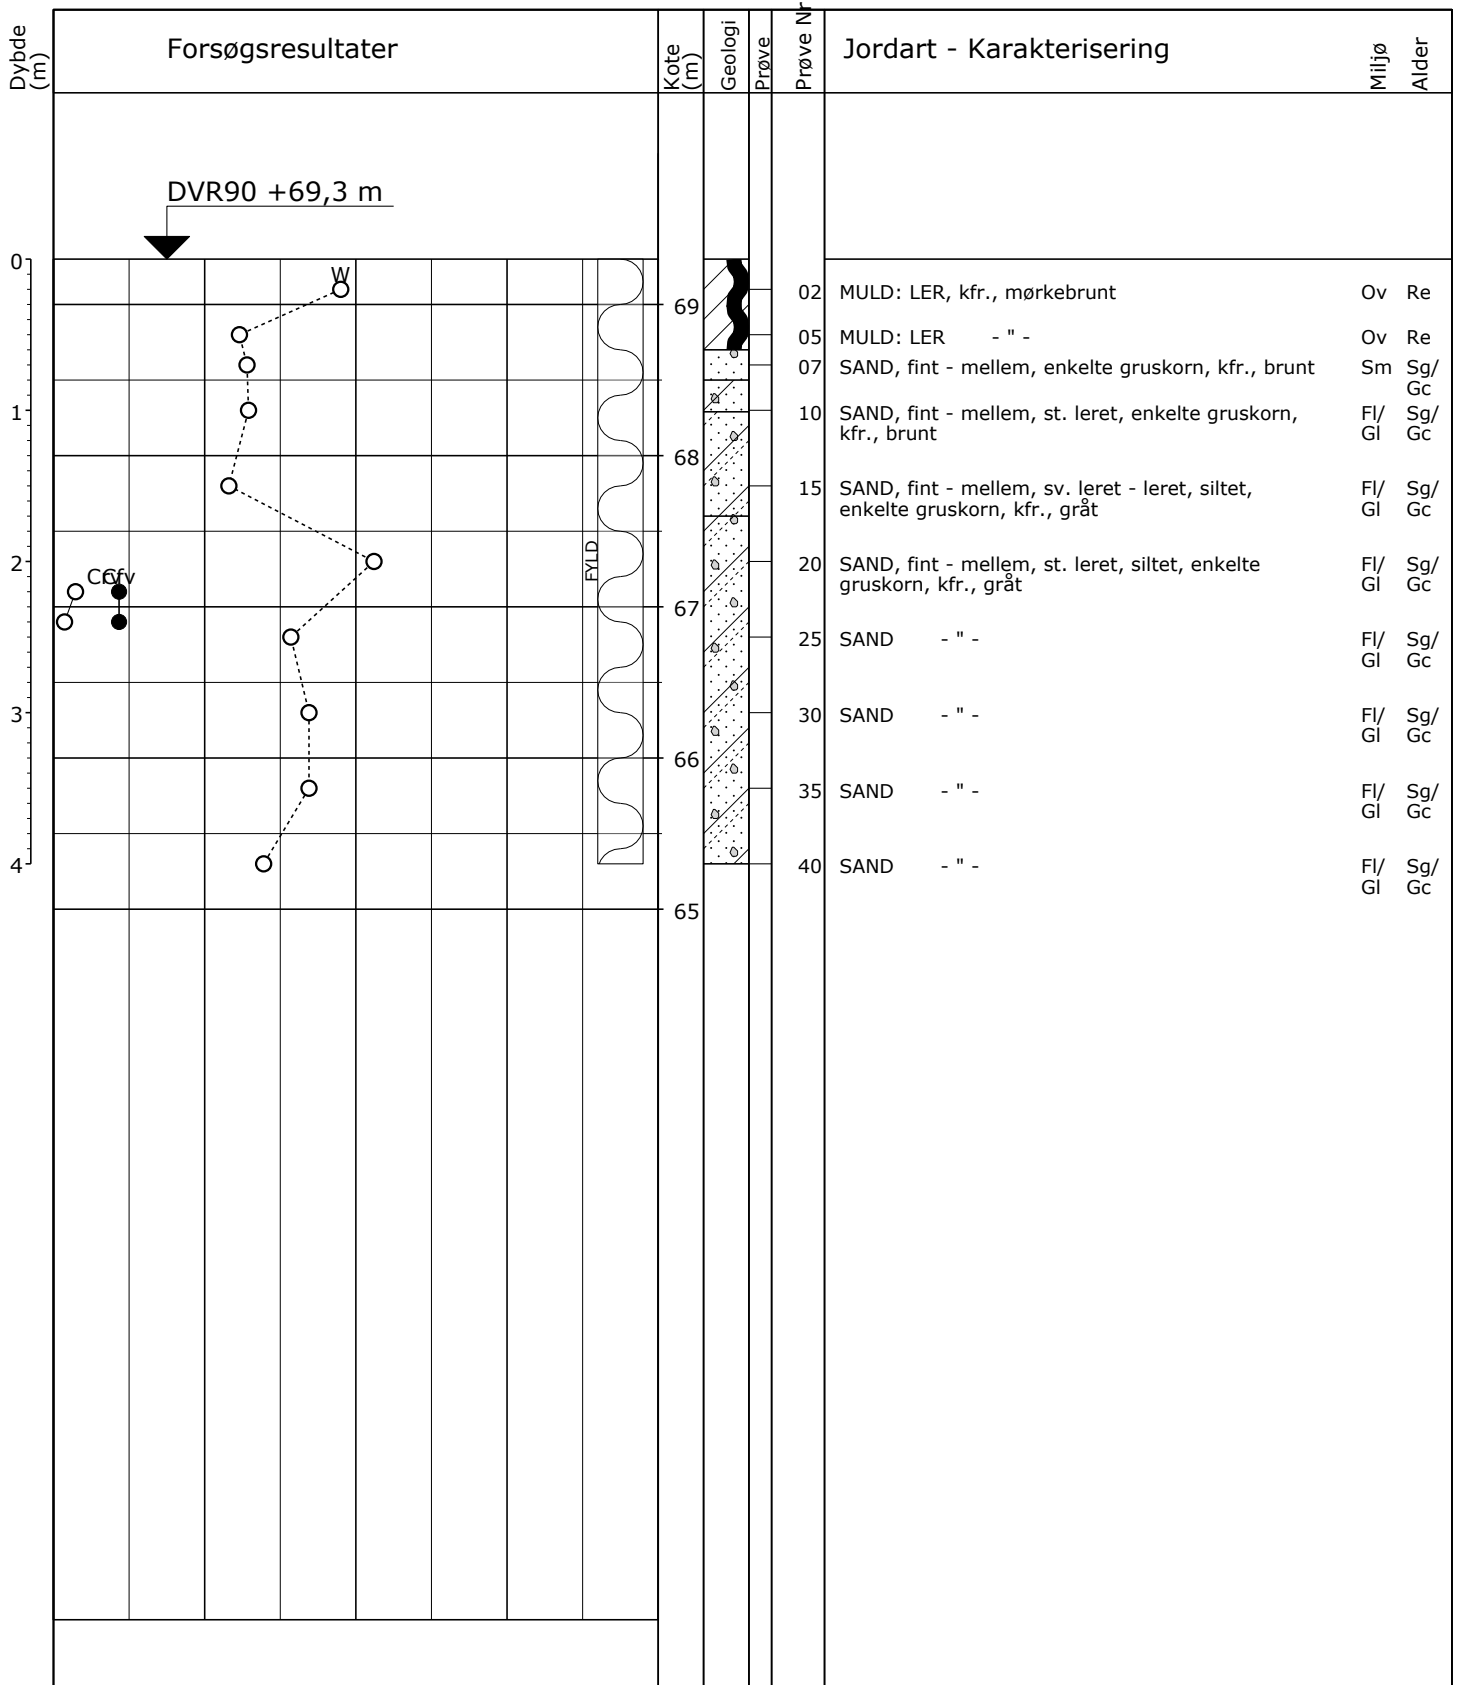 Dybde
(m)
Forsøgsresultater
Kote
(m)
Geologi
Prøve
Prøve Nr
Jordart - Karakterisering
Miljø
Alder
DVR90 +69,3 m
0
1
2
3
4
W
Cfv
FYLD
69
68
67
66
65
02 MULD: LER, kfr., mørkebrunt Ov Re
05 MULD: LER - " - Ov Re
07 SAND, fint - mellem, enkelte gruskorn, kfr., brunt Sm Sg/
Gc
10 SAND, fint - mellem, st. leret, enkelte gruskorn, Fl/ Sg/
kfr., brunt Gl Gc
15 SAND, fint - mellem, sv. leret - leret, siltet, Fl/ Sg/
enkelte gruskorn, kfr., gråt Gl Gc
20 SAND, fint - mellem, st. leret, siltet, enkelte Fl/ Sg/
gruskorn, kfr., gråt Gl Gc
25 SAND - " - Fl/ Sg/
Gl Gc
30 SAND - " - Fl/ Sg/
Gl Gc
35 SAND - " - Fl/ Sg/
Gl Gc
40 SAND - " - Fl/ Sg/
Gl Gc